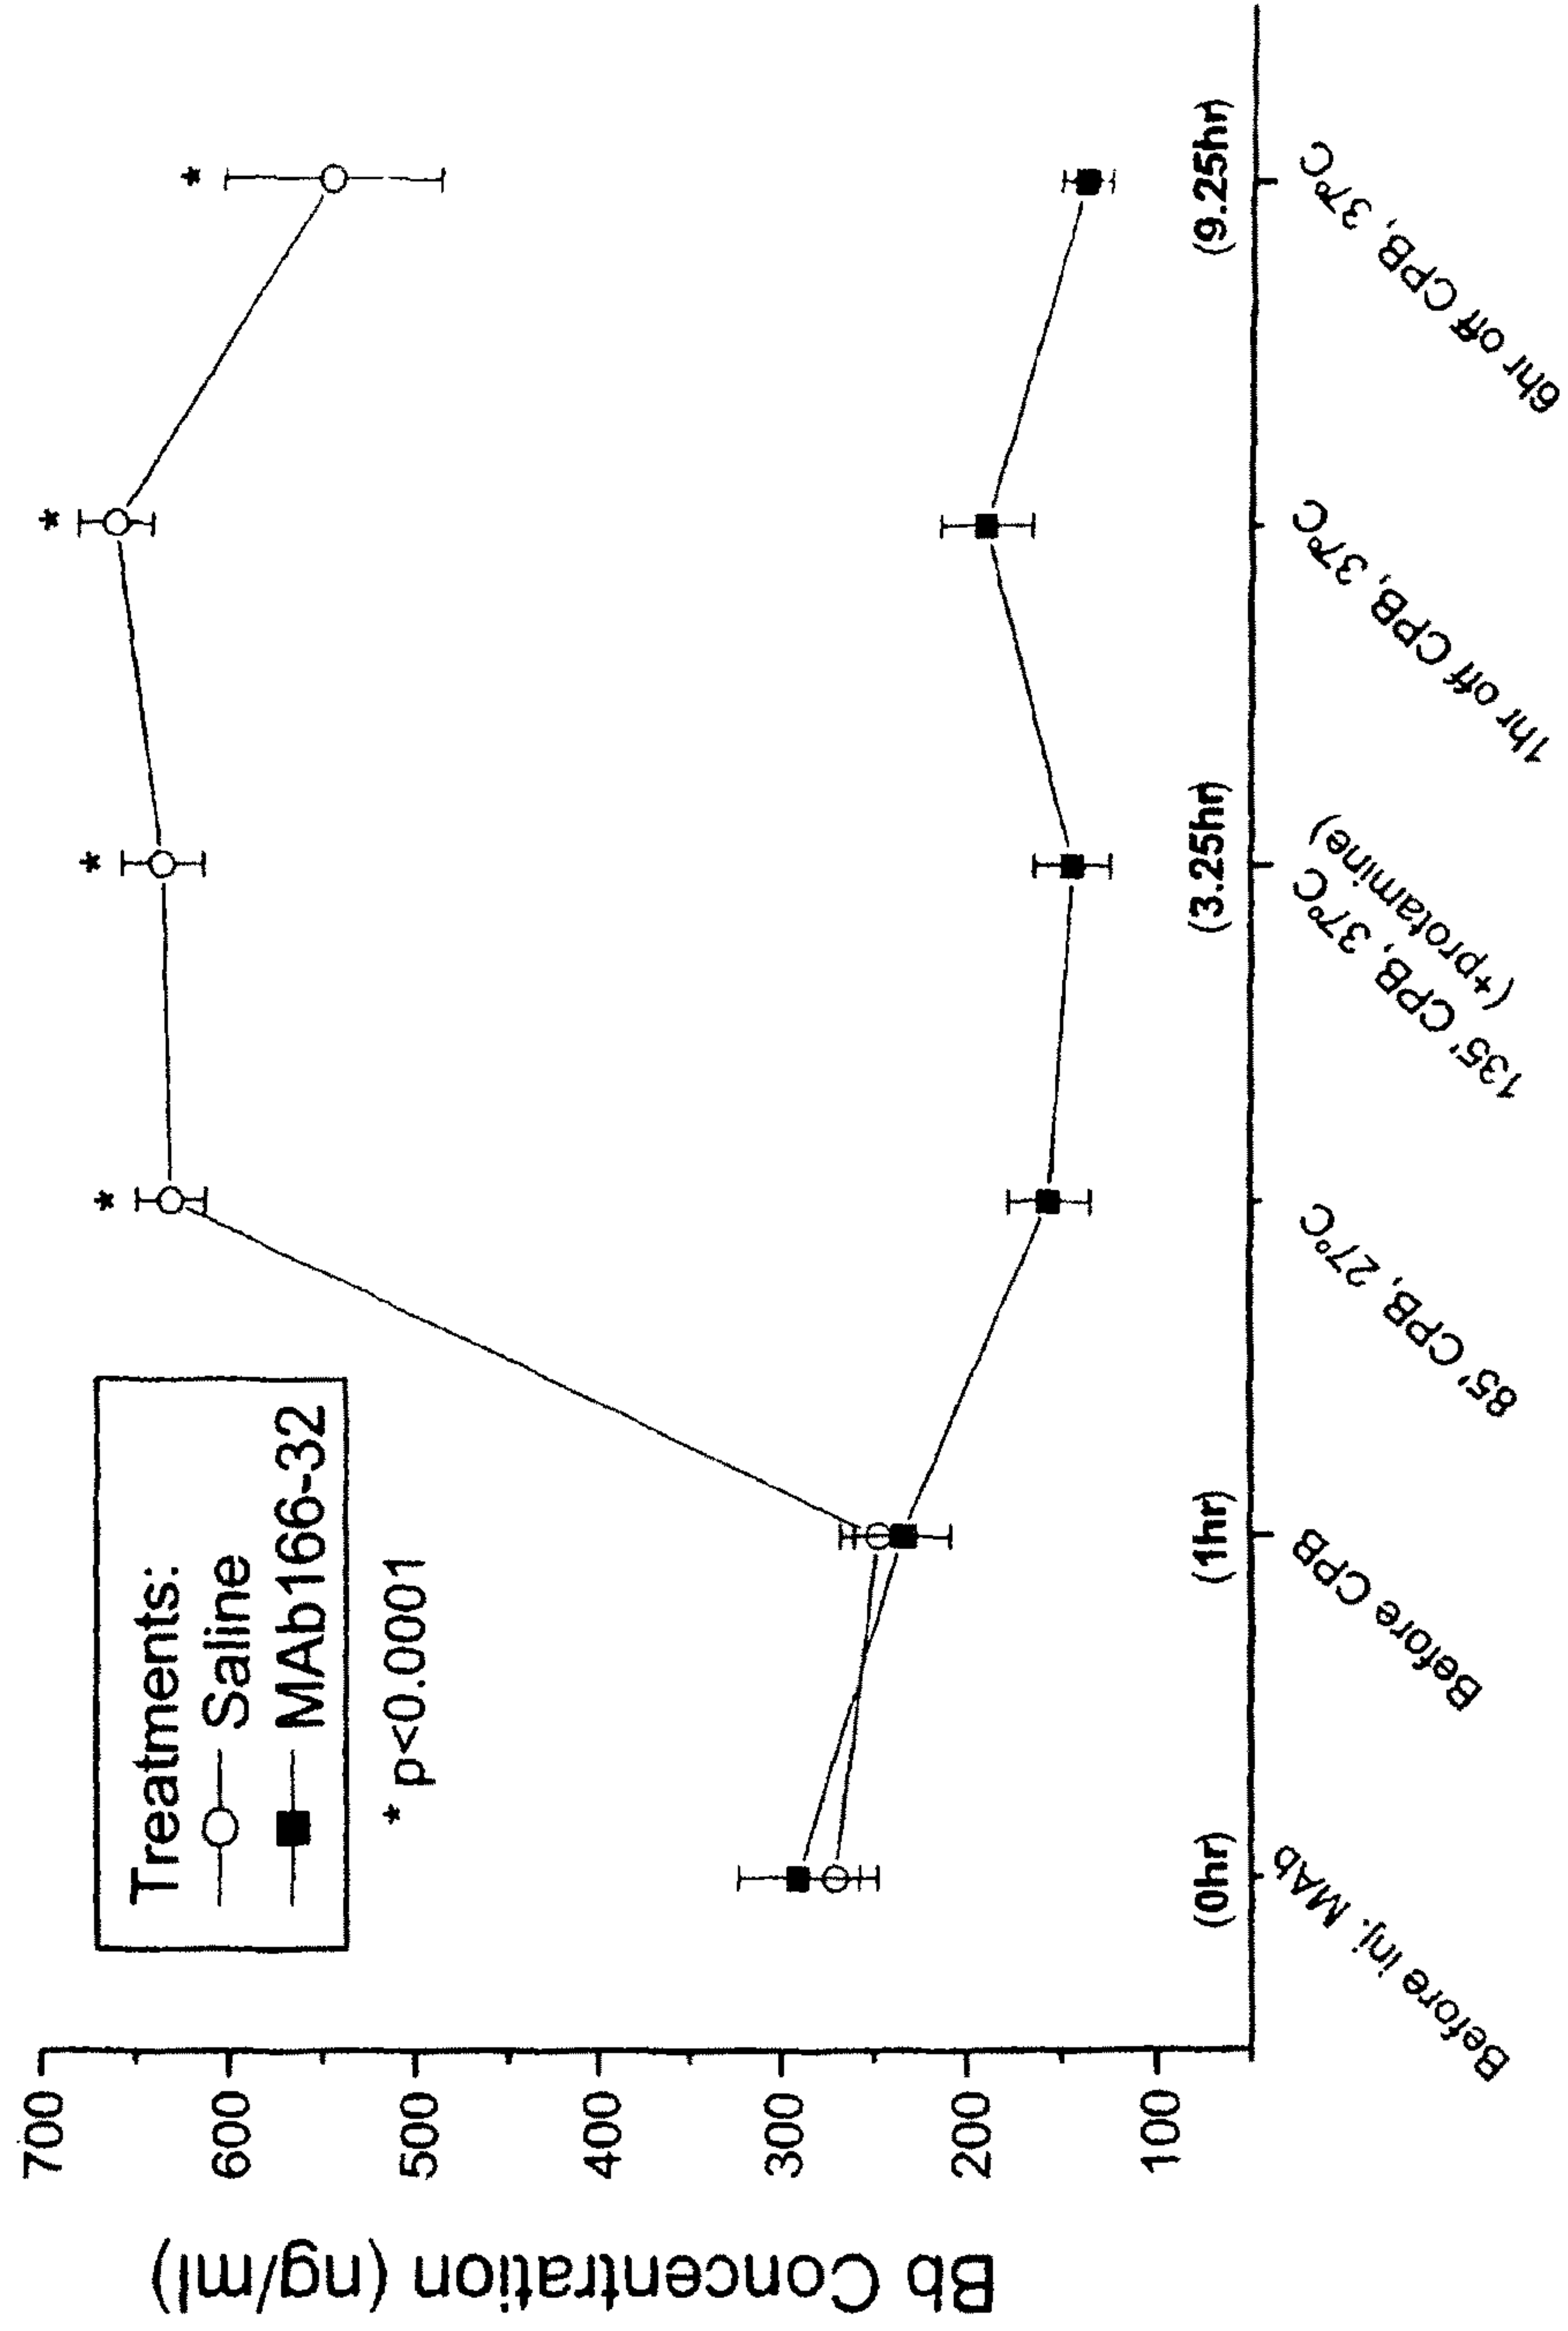 Bb Concentration (ng/ml)
700
600
500
400
300
200
100
Treatments:
Saline
MAb166-32
* p<0.0001
*
*
*
*
(0hr)
(1hr)
(3.25hr)
(9.25hr)
Before inj. MAb
Before CPB
85' CPB, 27°C
135' CPB, 37°C
(+protamine)
1hr off CPB, 37°C
6hr off CPB, 37°C